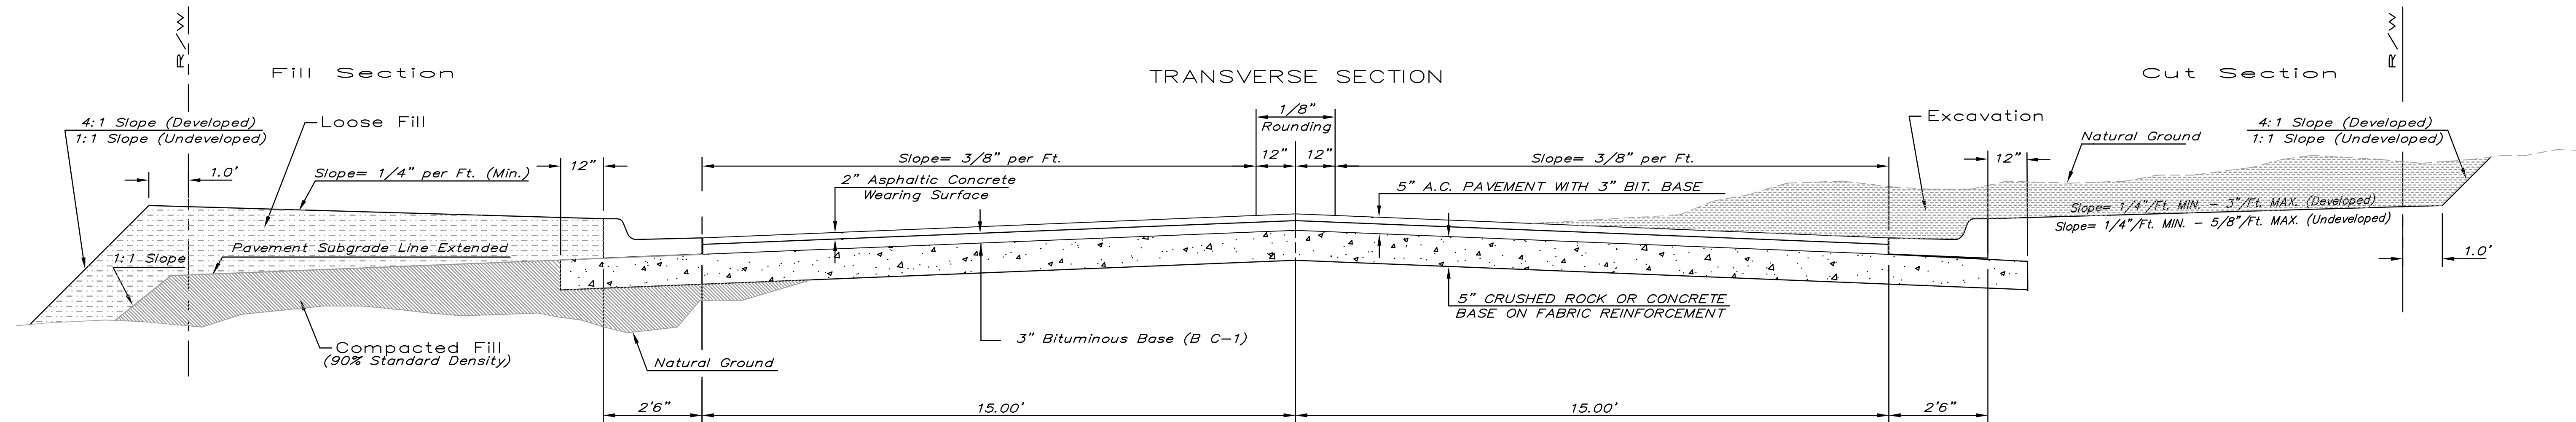 R/W
Fill Section
TRANSVERSE SECTION
Cut Section
R/W
4:1 Slope (Developed)
1:1 Slope (Undeveloped)
Loose Fill
1.0'
Slope= 1/4" per Ft. (Min.)
12"
Slope= 3/8" per Ft.
1/8"
Rounding
12"
12"
Slope= 3/8" per Ft.
2" Asphaltic Concrete
Wearing Surface
5" A.C. PAVEMENT WITH 3" BIT. BASE
Excavation
Natural Ground
12"
4:1 Slope (Developed)
1:1 Slope (Undeveloped)
Slope= 1/4"/Ft. MIN. - 3"/Ft. MAX. (Developed)
Slope= 1/4"/Ft. MIN. - 5/8"/Ft. MAX. (Undeveloped)
1.0'
Pavement Subgrade Line Extended
1:1 Slope
5" CRUSHED ROCK OR CONCRETE
BASE ON FABRIC REINFORCEMENT
3" Bituminous Base (B C-1)
Compacted Fill
(90% Standard Density)
Natural Ground
2'6"
15.00'
15.00'
2'6"